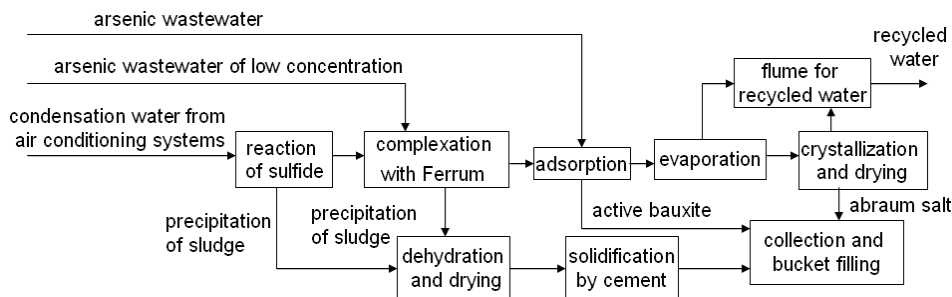 arsenic wastewater
recycled
water
arsenic wastewater of low concentration
flume for
recycled water
condensation water from
air conditioning systems
reaction
of sulfide
complexation
with Ferrum
adsorption
evaporation
crystallization
and drying
precipitation
of sludge
precipitation
of sludge
active bauxite
abraum salt
dehydration
and drying
solidification
by cement
collection and
bucket filling